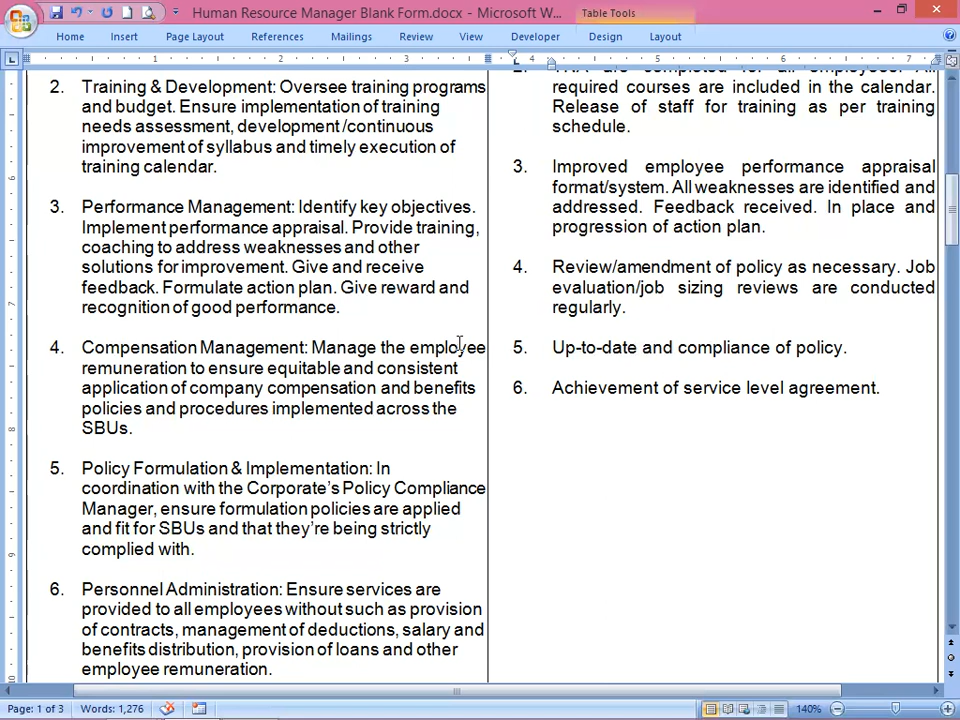 Human Resource Manager Blank Form.docx - Microsoft W...
Table Tools
Home Insert Page Layout References Mailings Review View Developer Design Layout
1 2 3 4 5 6 7
2. Training & Development: Oversee training programs
and budget. Ensure implementation of training
needs assessment, development /continuous
improvement of syllabus and timely execution of
training calendar.
3. Performance Management: Identify key objectives.
Implement performance appraisal. Provide training,
coaching to address weaknesses and other
solutions for improvement. Give and receive
feedback. Formulate action plan. Give reward and
recognition of good performance.
4. Compensation Management: Manage the employee
remuneration to ensure equitable and consistent
application of company compensation and benefits
policies and procedures implemented across the
SBUs.
5. Policy Formulation & Implementation: In
coordination with the Corporate's Policy Compliance
Manager, ensure formulation policies are applied
and fit for SBUs and that they're being strictly
complied with.
6. Personnel Administration: Ensure services are
provided to all employees without such as provision
of contracts, management of deductions, salary and
benefits distribution, provision of loans and other
employee remuneration.
required courses are included in the calendar.
Release of staff for training as per training
schedule.
3. Improved employee performance appraisal
format/system. All weaknesses are identified and
addressed. Feedback received. In place and
progression of action plan.
4. Review/amendment of policy as necessary. Job
evaluation/job sizing reviews are conducted
regularly.
5. Up-to-date and compliance of policy.
6. Achievement of service level agreement.
6
7
8
9
Page: 1 of 3 Words: 1,276 140%